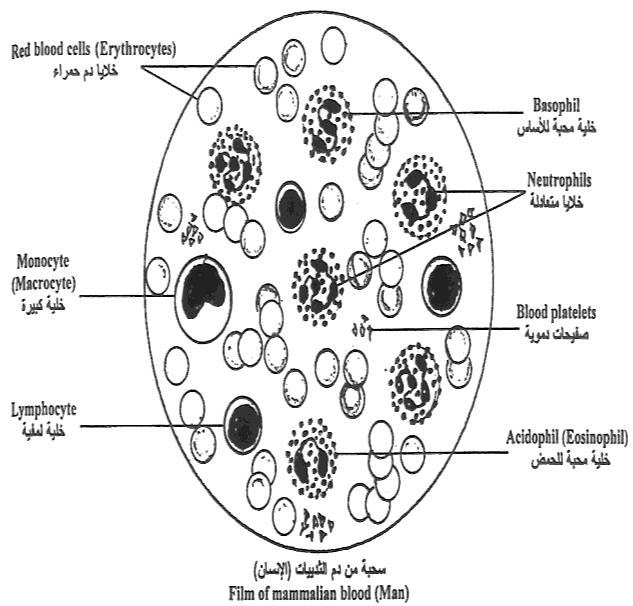 Red blood cells (Erythrocytes)
خلايا دم حمراء
Basophil
خلية محبة للأساس
Neutrophils
خلايا متعادلة
Monocyte
(Macrocyte)
خلية كبيرة
Blood platelets
صفيحات دموية
Lymphocyte
خلية لمفية
Acidophil (Eosinophil)
خلية محبة للحمض
سحبة من دم الثدييات (الإنسان)
Film of mammalian blood (Man)